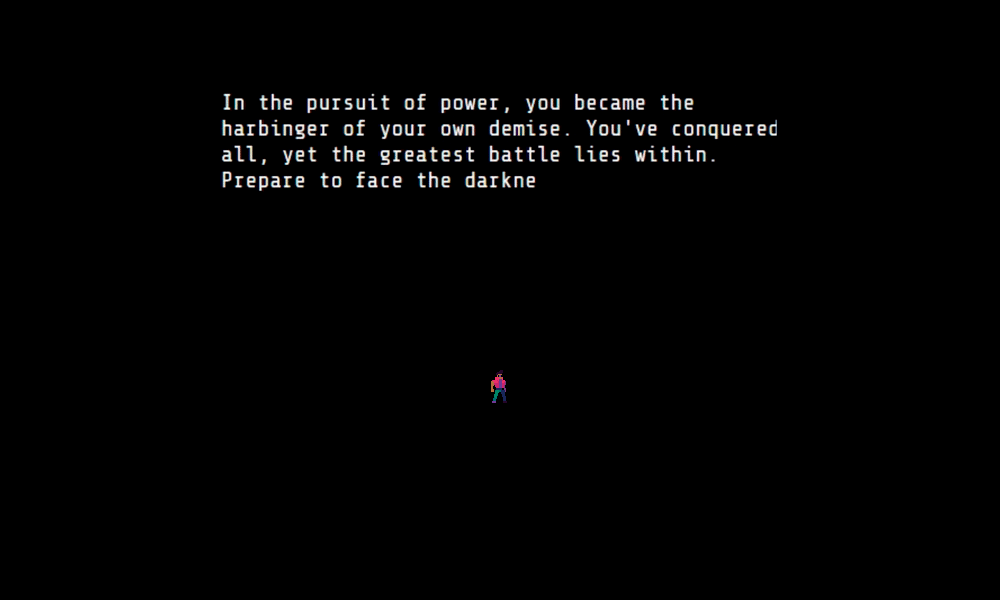 In the pursuit of power, you became the
harbinger of your own demise. You've conquered
all, yet the greatest battle lies within.
Prepare to face the darkne